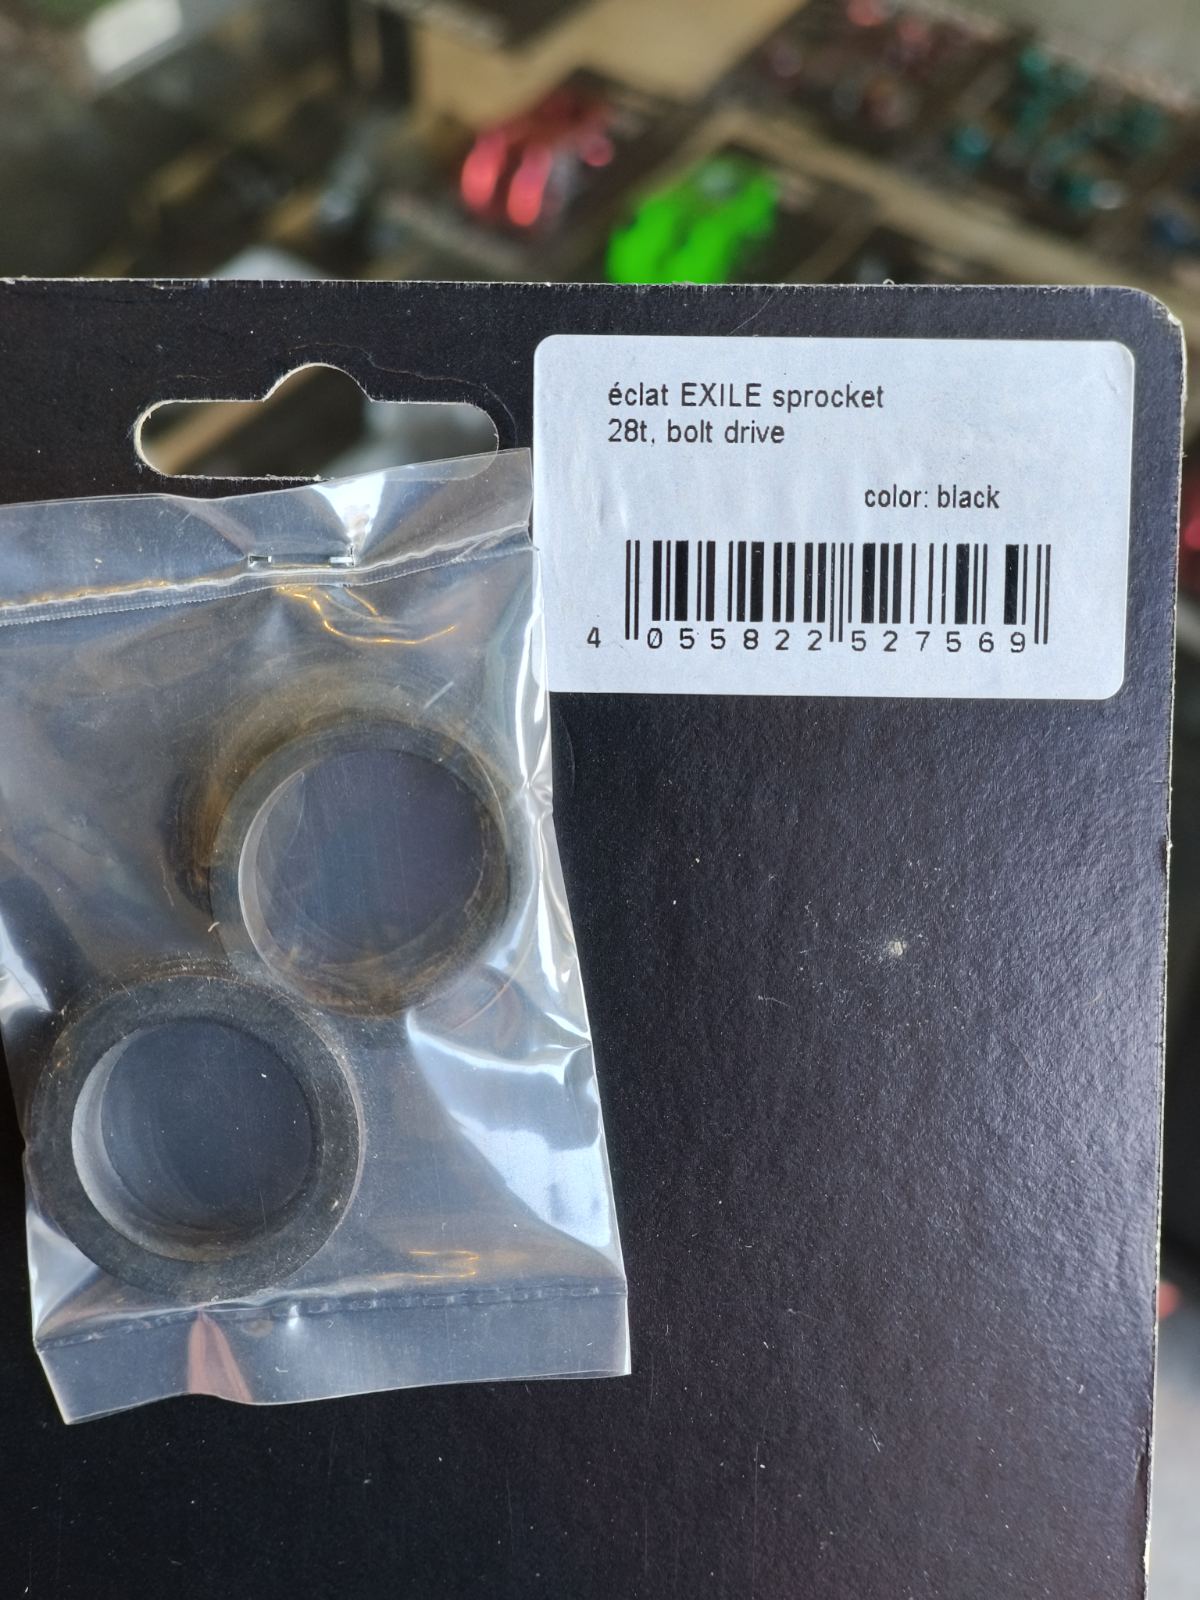 éclat EXILE sprocket
28t, bolt drive
color: black
4 055822 527569